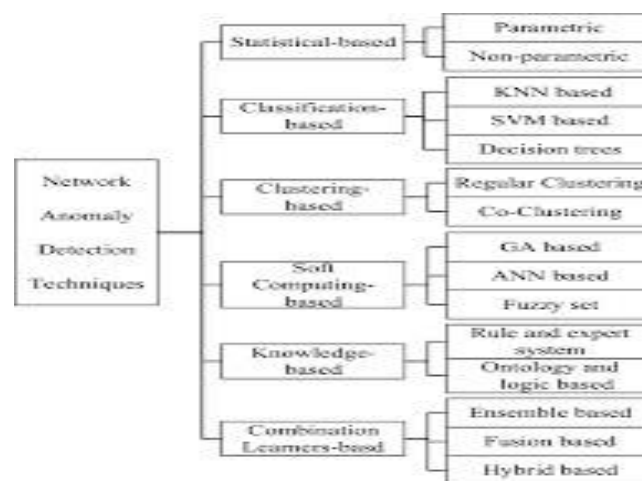 Network
Anomaly
Detection
Techniques
Statistical-based
Parametric
Non-parametric
Classification-
based
KNN based
SVM based
Decision trees
Clustering-
based
Regular Clustering
Co-Clustering
Soft
Computing-
based
GA based
ANN based
Fuzzy set
Knowledge-
based
Rule and expert
system
Ontology and
logic based
Combination
Learners-basd
Ensemble based
Fusion based
Hybrid based